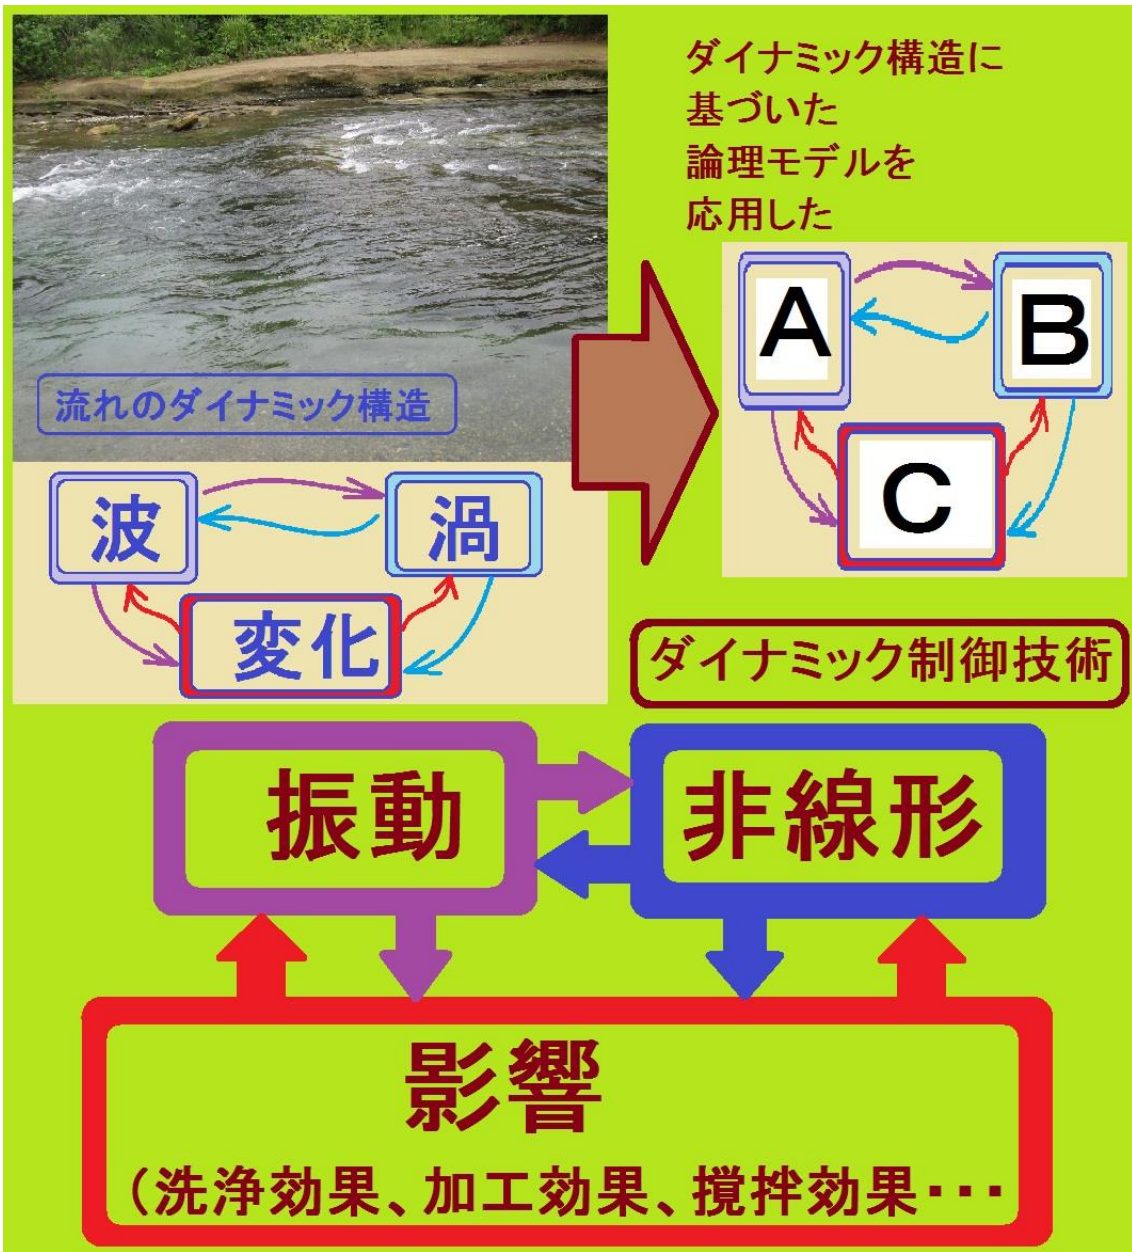 ダイナミック構造に
基づいた
論理モデルを
応用した
流れのダイナミック構造
波
渦
変化
A
B
C
ダイナミック制御技術
振動
非線形
影響
(洗浄効果、加工効果、攪拌効果・・・